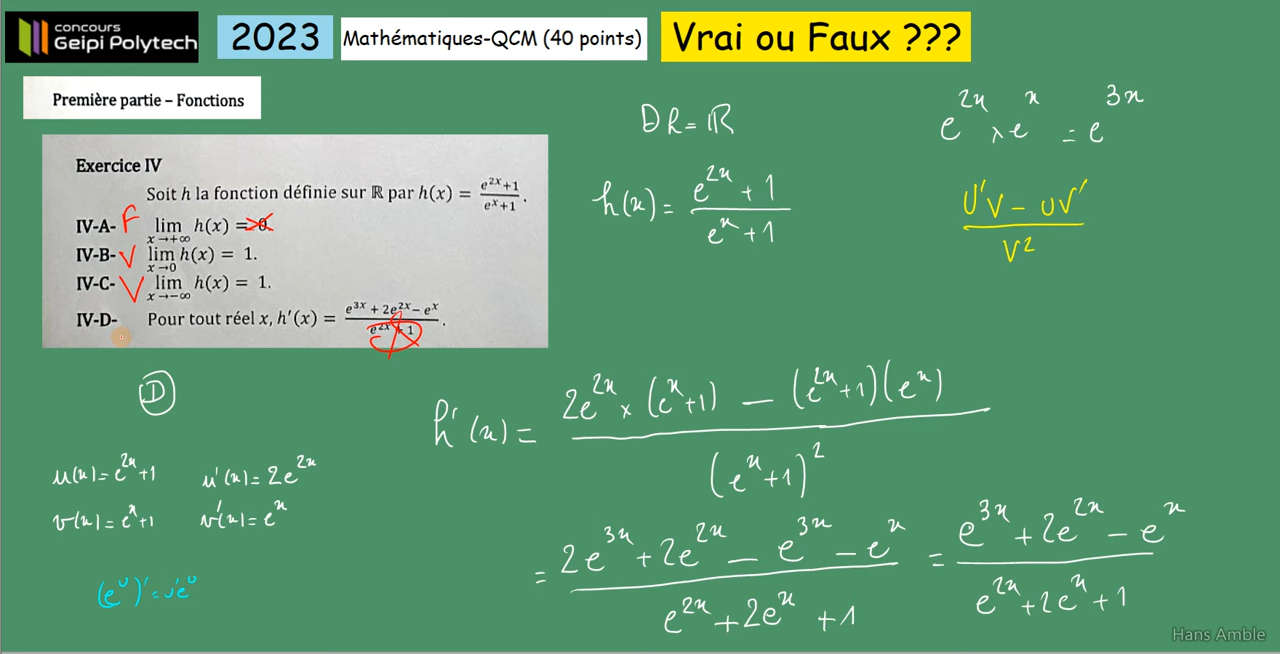 concours
Geipi Polytech
2023
Mathématiques-QCM (40 points)
Vrai ou Faux ???
Première partie – Fonctions
Exercice IV
Soit h la fonction définie sur ℝ par h(x) = (e^{2x}+1)/(e^x+1).
IV-A- F lim_{x→+∞} h(x) = 0.
IV-B- V lim_{x→0} h(x) = 1.
IV-C- V lim_{x→−∞} h(x) = 1.
IV-D- Pour tout réel x, h'(x) = (e^{3x} + 2e^{2x} − e^x)/(e^{2x} + 1).
Dh = ℝ
h(x) = (e^{2x} + 1)/(e^x + 1)
e^{2x} × e^x = e^{3x}
(U'V − UV')/V²
D
u(x) = e^{2x} + 1 u'(x) = 2e^{2x}
v(x) = e^x + 1 v'(x) = e^x
(e^u)' = u'e^u
h'(x) = (2e^{2x} × (e^x + 1) − (e^{2x} + 1)(e^x))/(e^x + 1)²
= (2e^{3x} + 2e^{2x} − e^{3x} − e^x)/(e^{2x} + 2e^x + 1) = (e^{3x} + 2e^{2x} − e^x)/(e^{2x} + 2e^x + 1)
Hans Amble